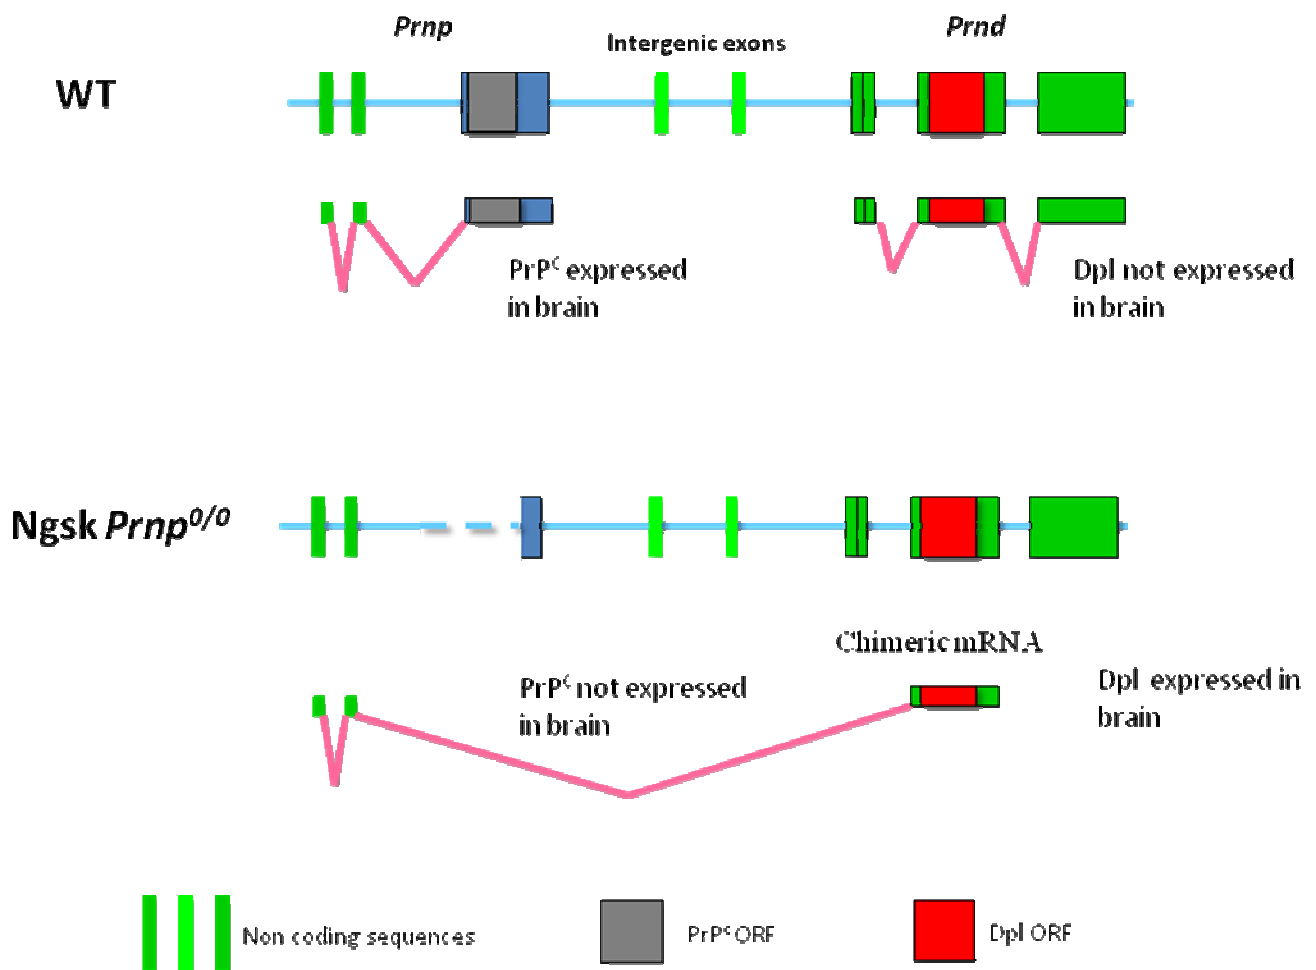 Prnp
Intergenic exons
Prnd
WT
PrPᶜ expressed
in brain
Dpl not expressed
in brain
Ngsk Prnp⁰/⁰
Chimeric mRNA
PrPᶜ not expressed
in brain
Dpl expressed in
brain
Non coding sequences
PrPᶜ ORF
Dpl ORF